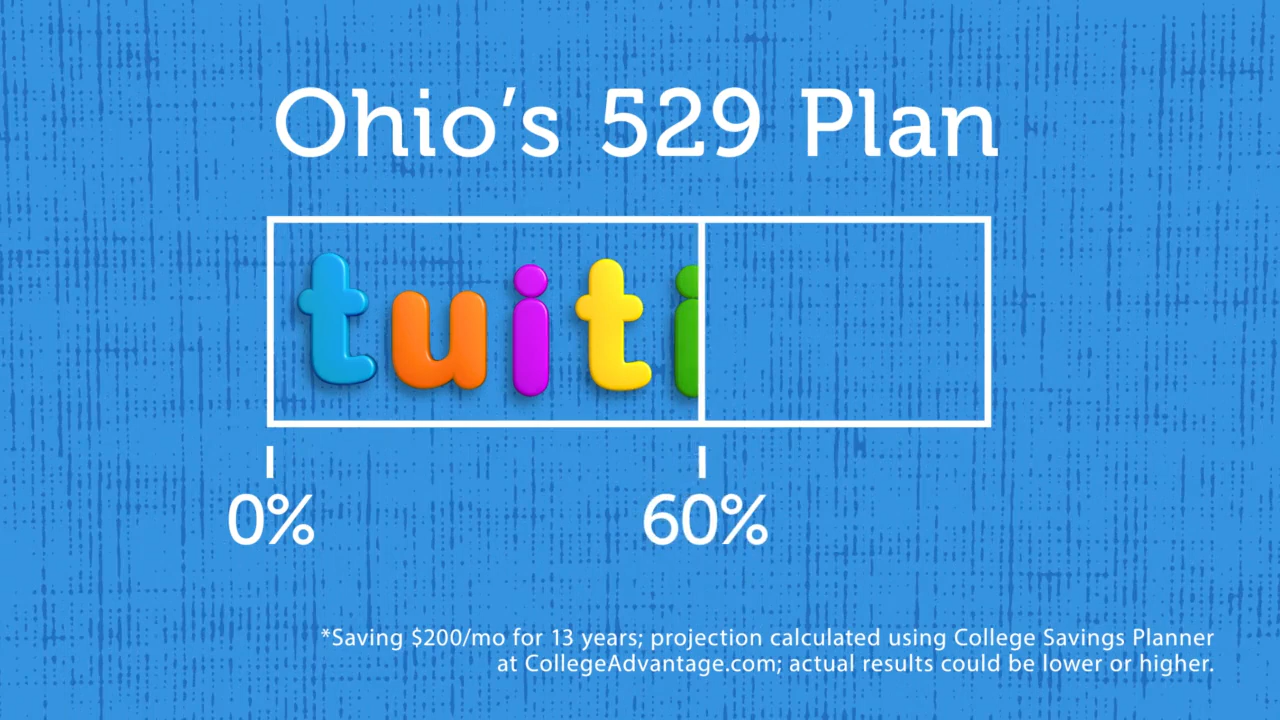 Ohio’s 529 Plan
tuiti
0% 60%
*Saving $200/mo for 13 years; projection calculated using College Savings Planner
at CollegeAdvantage.com; actual results could be lower or higher.